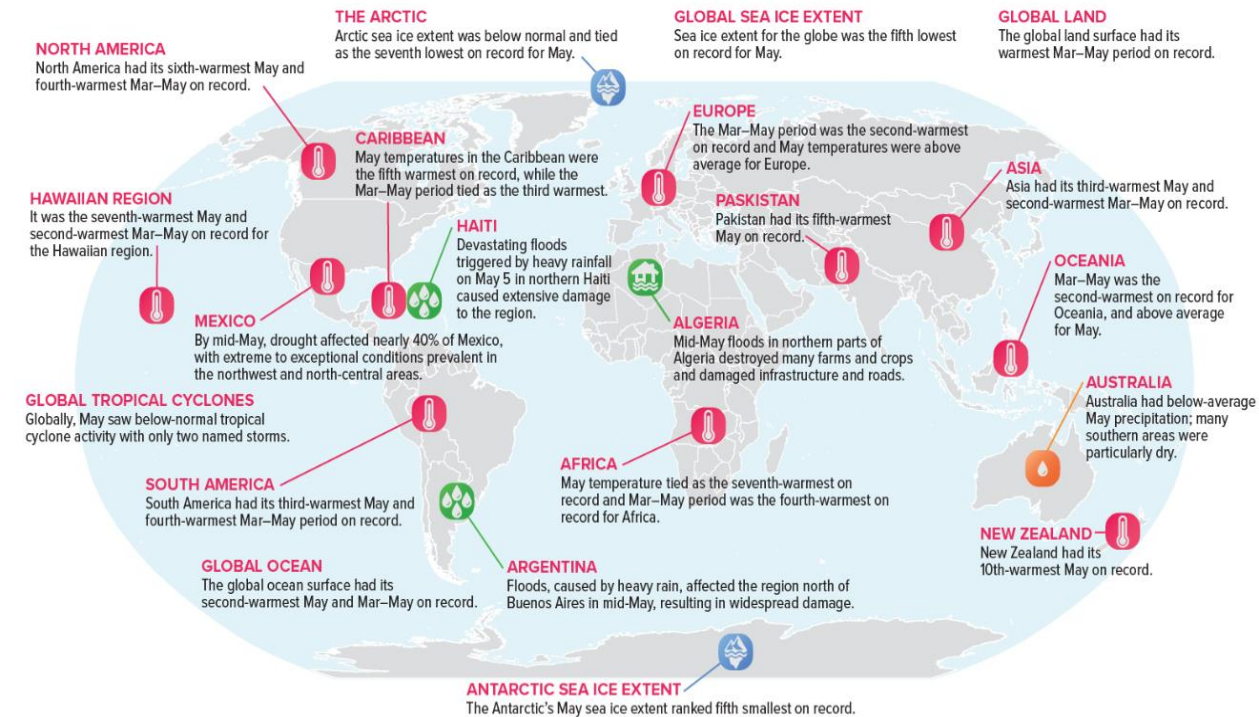 THE ARCTIC
Arctic sea ice extent was below normal and tied
as the seventh lowest on record for May.
GLOBAL SEA ICE EXTENT
Sea ice extent for the globe was the fifth lowest
on record for May.
GLOBAL LAND
The global land surface had its
warmest Mar–May period on record.
NORTH AMERICA
North America had its sixth-warmest May and
fourth-warmest Mar–May on record.
CARIBBEAN
May temperatures in the Caribbean were
the fifth warmest on record, while the
Mar–May period tied as the third warmest.
EUROPE
The Mar–May period was the second-warmest
on record and May temperatures were above
average for Europe.
ASIA
Asia had its third-warmest May and
second-warmest Mar–May on record.
HAWAIIAN REGION
It was the seventh-warmest May and
second-warmest Mar–May on record for
the Hawaiian region.
HAITI
Devastating floods
triggered by heavy rainfall
on May 5 in northern Haiti
caused extensive damage
to the region.
PASKISTAN
Pakistan had its fifth-warmest
May on record.
OCEANIA
Mar–May was the
second-warmest on record for
Oceania, and above average
for May.
MEXICO
By mid-May, drought affected nearly 40% of Mexico,
with extreme to exceptional conditions prevalent in
the northwest and north-central areas.
ALGERIA
Mid-May floods in northern parts of
Algeria destroyed many farms and crops
and damaged infrastructure and roads.
AUSTRALIA
Australia had below-average
May precipitation; many
southern areas were
particularly dry.
GLOBAL TROPICAL CYCLONES
Globally, May saw below-normal tropical
cyclone activity with only two named storms.
SOUTH AMERICA
South America had its third-warmest May and
fourth-warmest Mar–May period on record.
AFRICA
May temperature tied as the seventh-warmest on
record and Mar–May period was the fourth-warmest on
record for Africa.
NEW ZEALAND
New Zealand had its
10th-warmest May on record.
GLOBAL OCEAN
The global ocean surface had its
second-warmest May and Mar–May on record.
ARGENTINA
Floods, caused by heavy rain, affected the region north of
Buenos Aires in mid-May, resulting in widespread damage.
ANTARCTIC SEA ICE EXTENT
The Antarctic's May sea ice extent ranked fifth smallest on record.